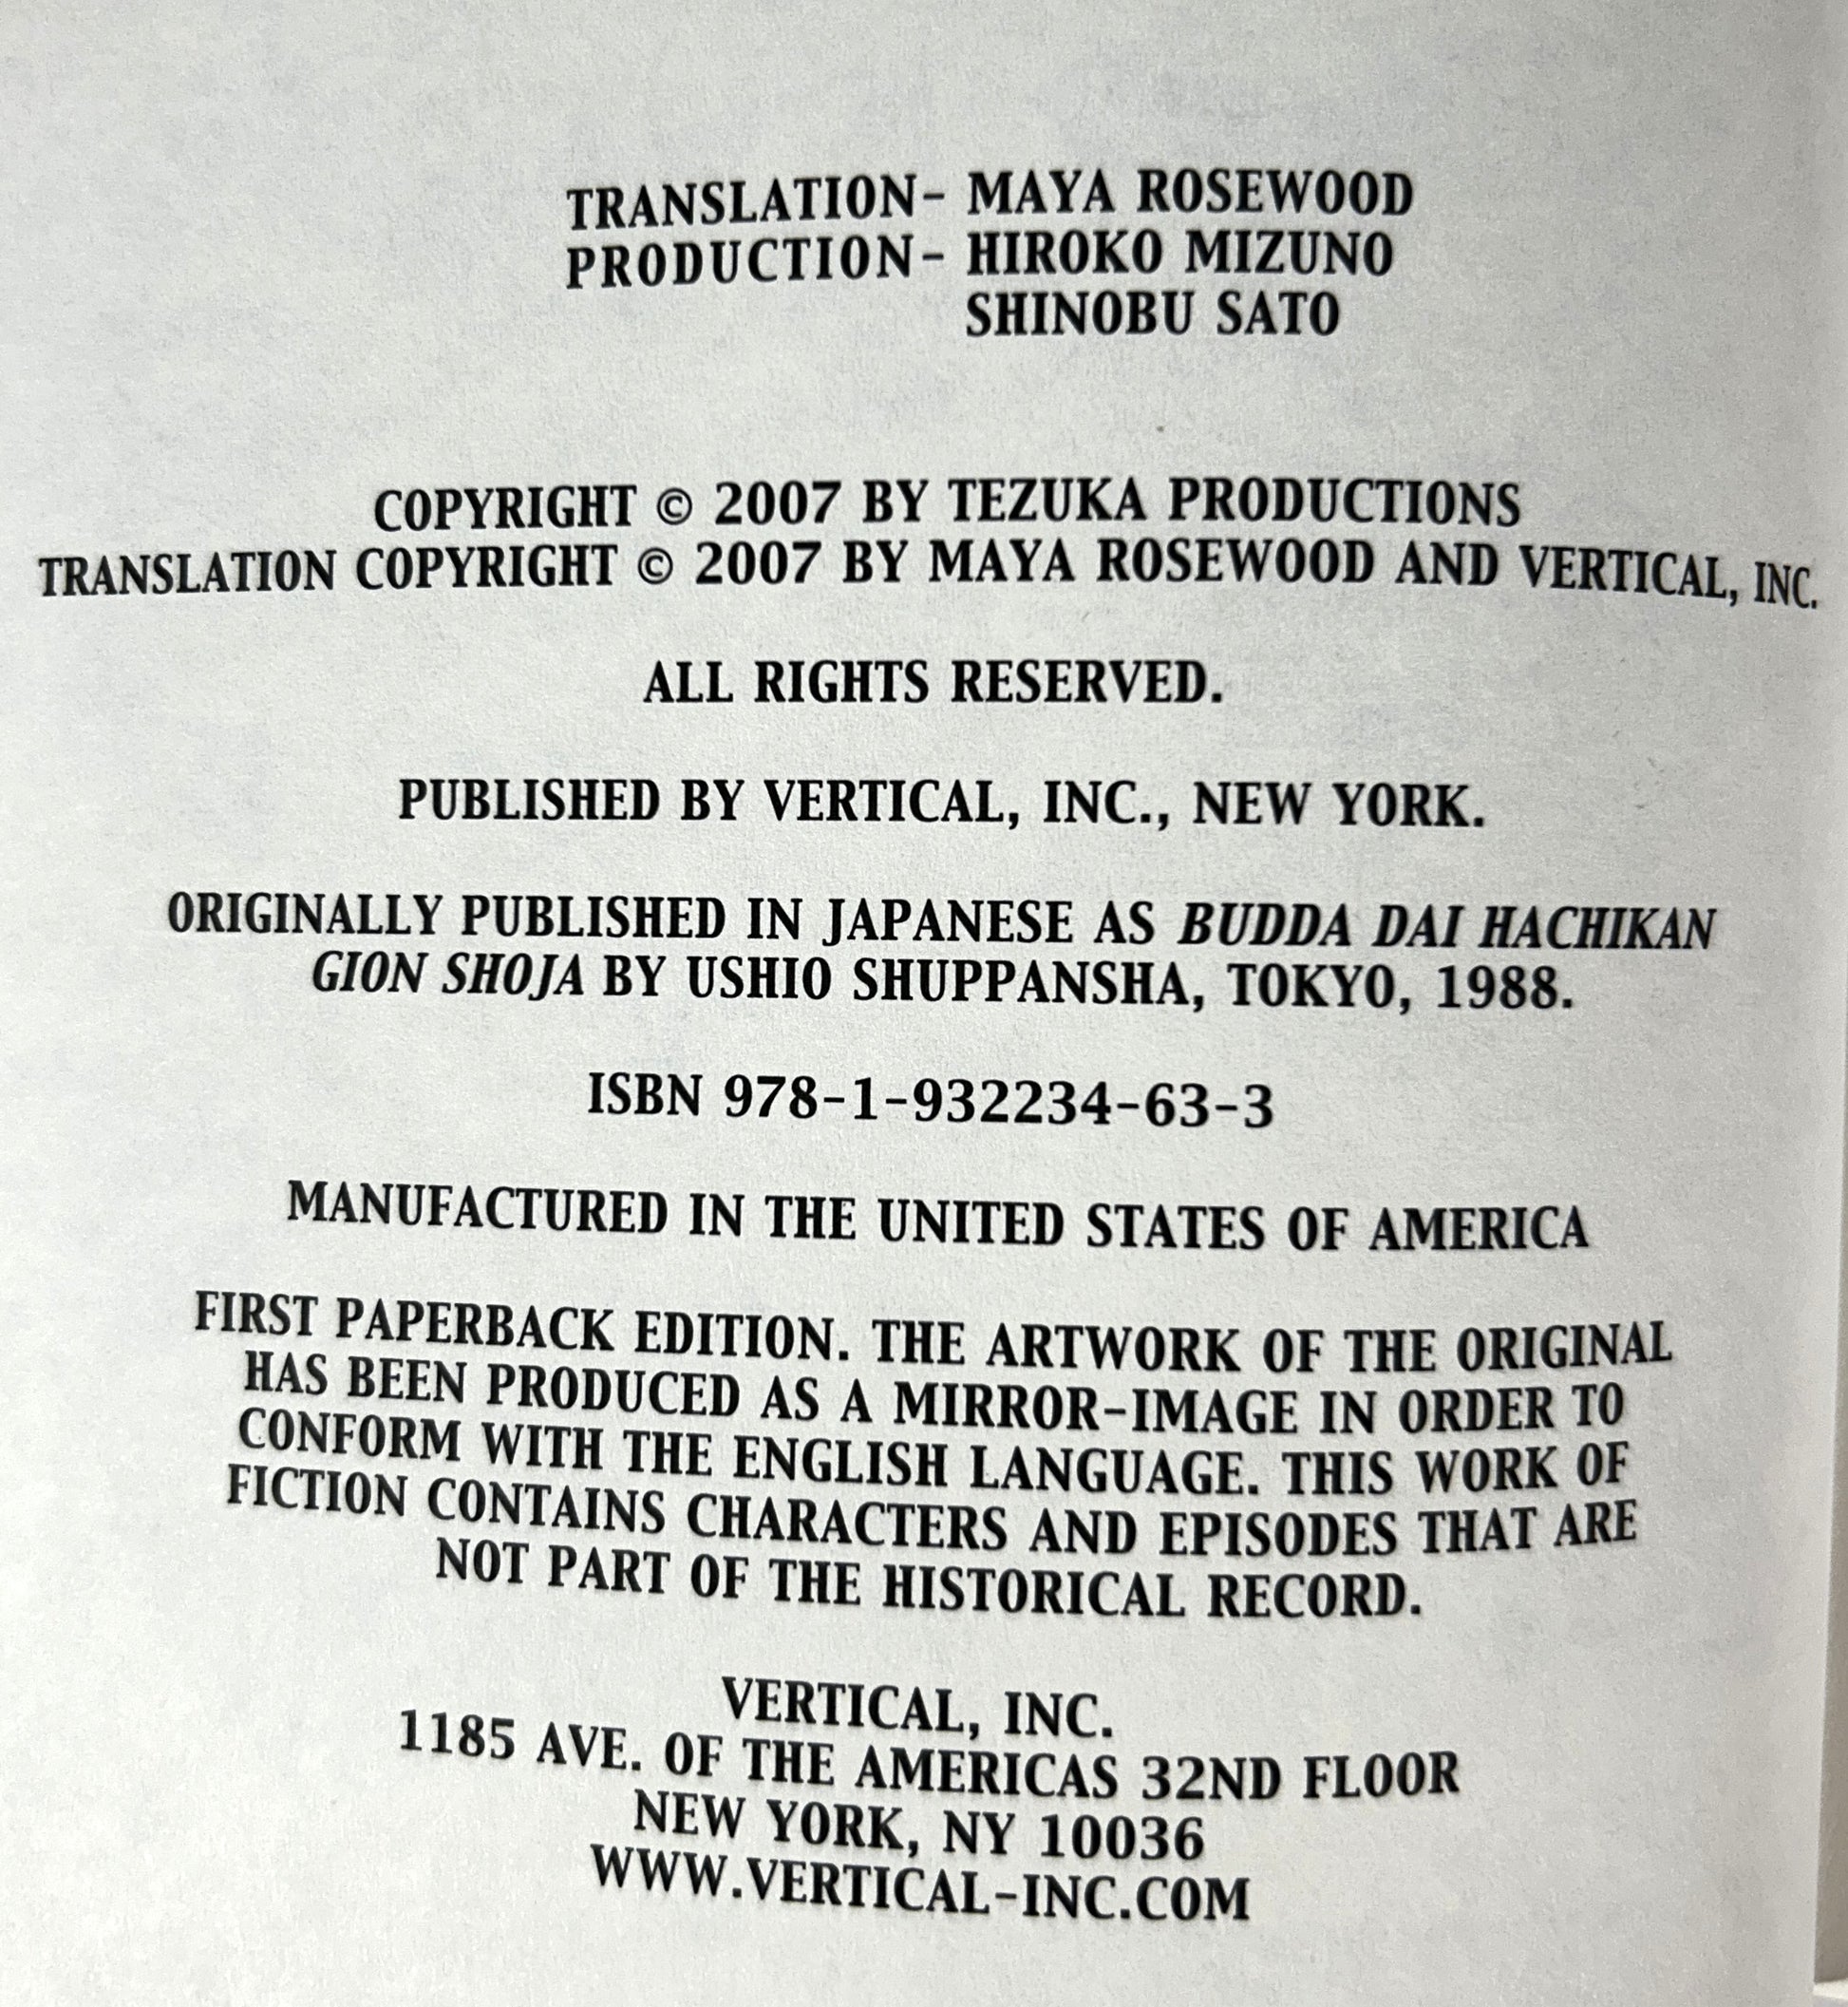 TRANSLATION- MAYA ROSEWOOD
PRODUCTION- HIROKO MIZUNO
SHINOBU SATO
COPYRIGHT © 2007 BY TEZUKA PRODUCTIONS
TRANSLATION COPYRIGHT © 2007 BY MAYA ROSEWOOD AND VERTICAL, INC.
ALL RIGHTS RESERVED.
PUBLISHED BY VERTICAL, INC., NEW YORK.
ORIGINALLY PUBLISHED IN JAPANESE AS BUDDA DAI HACHIKAN
GION SHOJA BY USHIO SHUPPANSHA, TOKYO, 1988.
ISBN 978-1-932234-63-3
MANUFACTURED IN THE UNITED STATES OF AMERICA
FIRST PAPERBACK EDITION. THE ARTWORK OF THE ORIGINAL
HAS BEEN PRODUCED AS A MIRROR-IMAGE IN ORDER TO
CONFORM WITH THE ENGLISH LANGUAGE. THIS WORK OF
FICTION CONTAINS CHARACTERS AND EPISODES THAT ARE
NOT PART OF THE HISTORICAL RECORD.
VERTICAL, INC.
1185 AVE. OF THE AMERICAS 32ND FLOOR
NEW YORK, NY 10036
WWW.VERTICAL-INC.COM